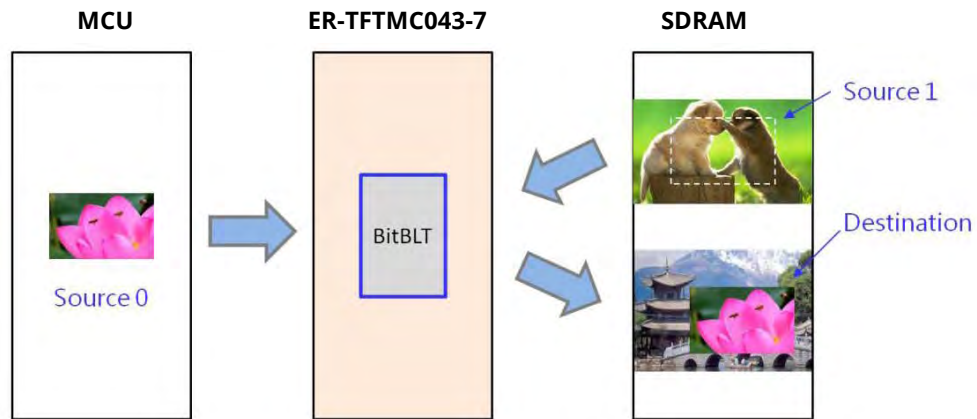 MCU
ER-TFTMC043-7
SDRAM
Source 1
BitBLT
Source 0
Destination